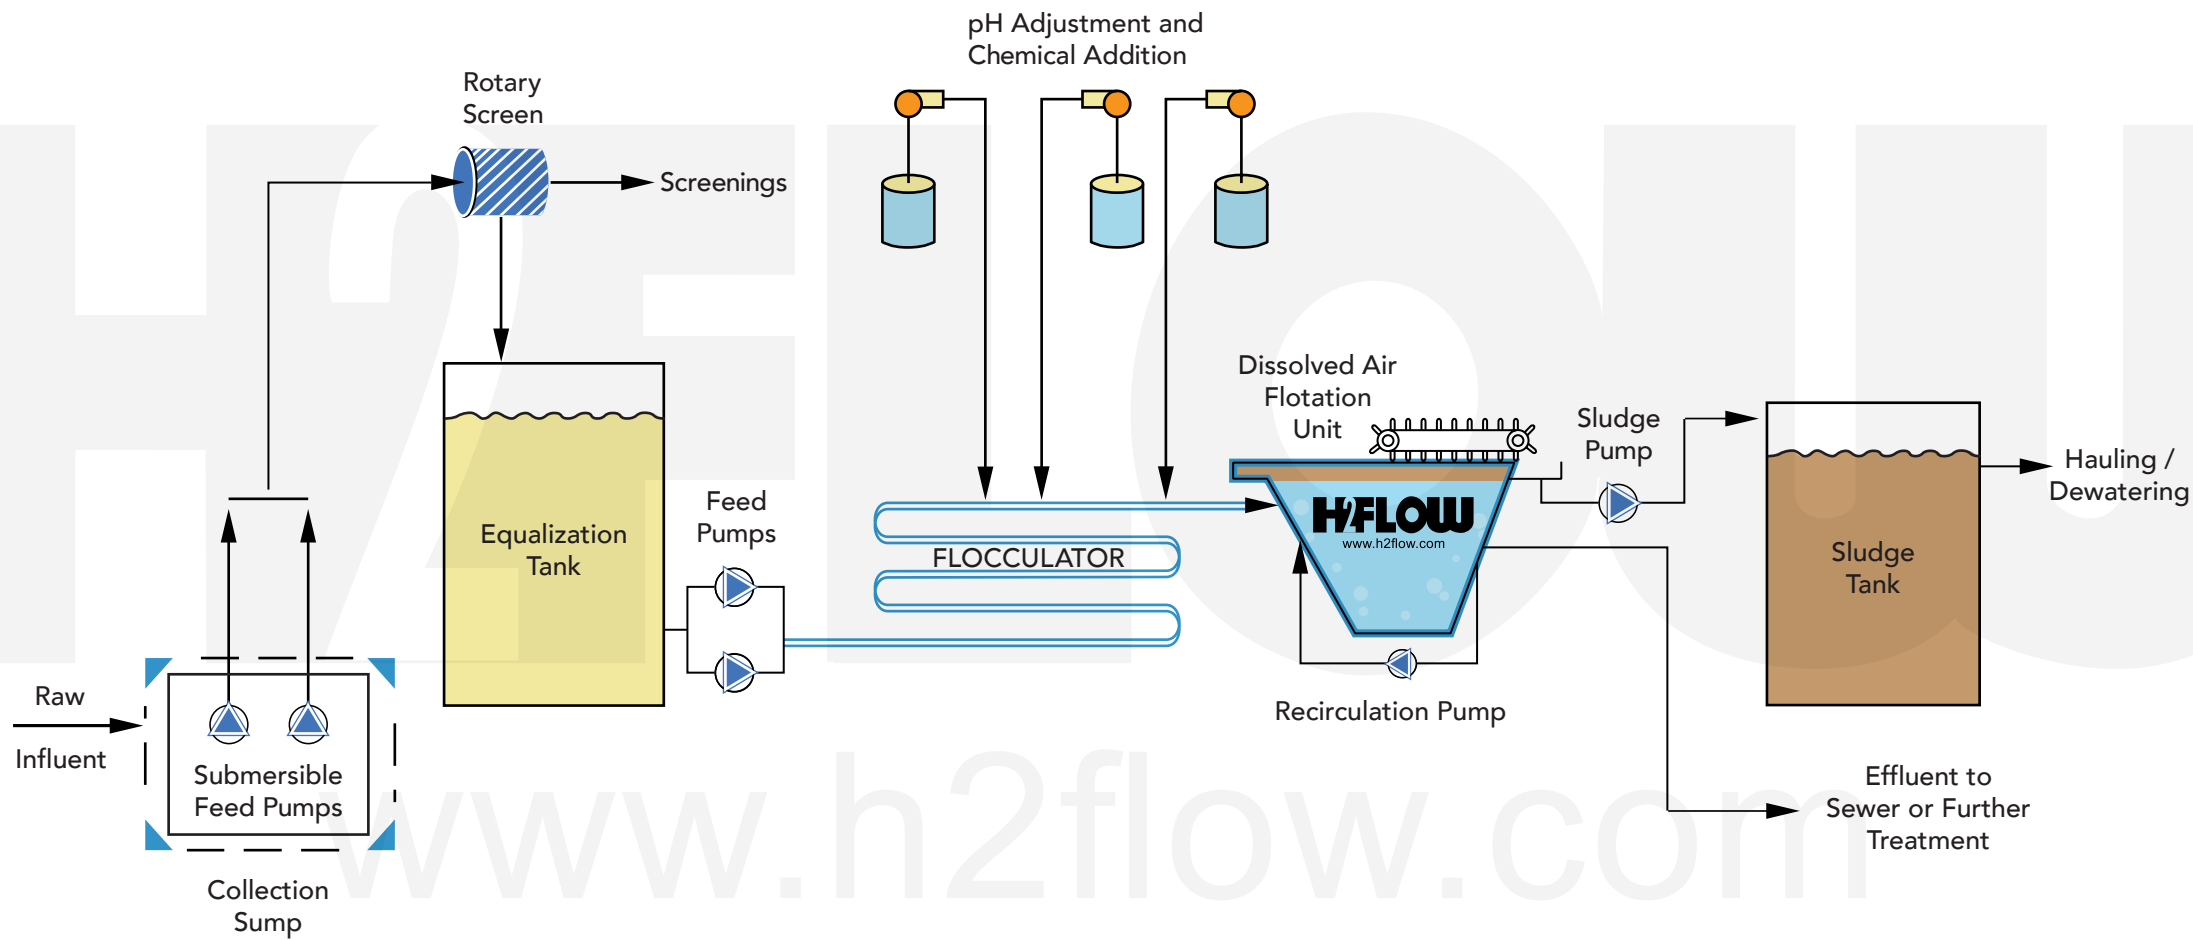 pH Adjustment and
Chemical Addition
Rotary
Screen
Screenings
Dissolved Air
Flotation
Unit
Sludge
Pump
Hauling /
Dewatering
Feed
Pumps
Equalization
Tank
FLOCCULATOR
H2FLOW
www.h2flow.com
Sludge
Tank
Raw
Influent
Submersible
Feed Pumps
Recirculation Pump
Effluent to
Sewer or Further
Treatment
Collection
Sump
H2FLOW
www.h2flow.com